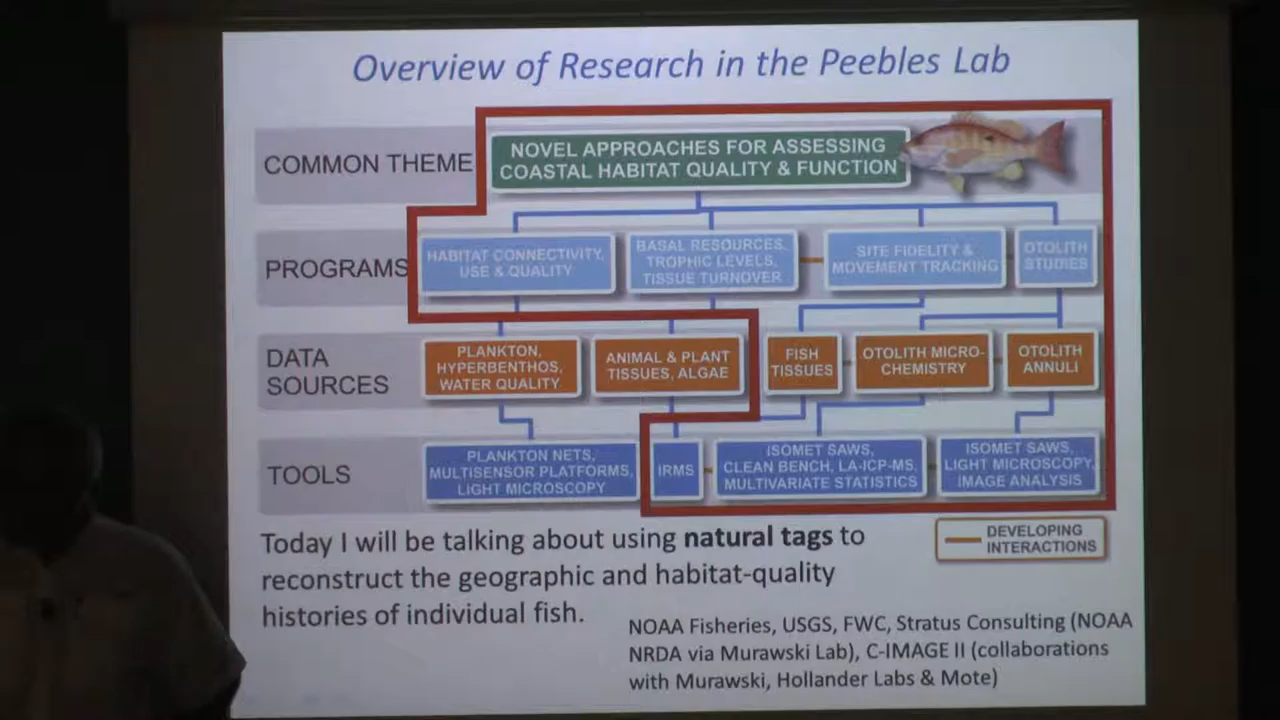 Overview of Research in the Peebles Lab
COMMON THEME
NOVEL APPROACHES FOR ASSESSING
COASTAL HABITAT QUALITY & FUNCTION
PROGRAMS
HABITAT CONNECTIVITY,
USE & QUALITY
BASAL RESOURCES,
TROPHIC LEVELS,
TISSUE TURNOVER
SITE FIDELITY &
MOVEMENT TRACKING
OTOLITH
STUDIES
DATA
SOURCES
PLANKTON,
HYPERBENTHOS,
WATER QUALITY
ANIMAL & PLANT
TISSUES, ALGAE
FISH
TISSUES
OTOLITH MICRO-
CHEMISTRY
OTOLITH
ANNULI
TOOLS
PLANKTON NETS,
MULTISENSOR PLATFORMS,
LIGHT MICROSCOPY
IRMS
ISOMET SAWS,
CLEAN BENCH, LA-ICP-MS,
MULTIVARIATE STATISTICS
ISOMET SAWS,
LIGHT MICROSCOPY,
IMAGE ANALYSIS
DEVELOPING
INTERACTIONS
Today I will be talking about using natural tags to
reconstruct the geographic and habitat-quality
histories of individual fish.
NOAA Fisheries, USGS, FWC, Stratus Consulting (NOAA
NRDA via Murawski Lab), C-IMAGE II (collaborations
with Murawski, Hollander Labs & Mote)